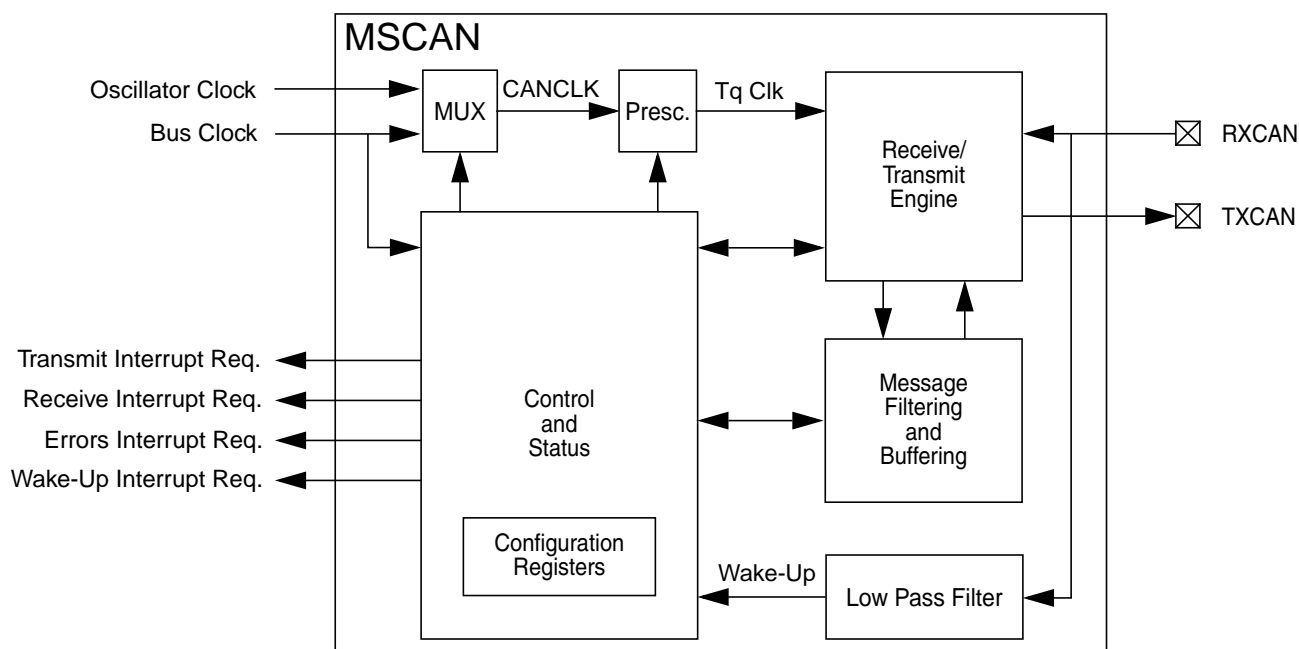 MSCAN
Oscillator Clock
Bus Clock
MUX
CANCLK
Presc.
Tq Clk
Receive/
Transmit
Engine
RXCAN
TXCAN
Transmit Interrupt Req.
Receive Interrupt Req.
Errors Interrupt Req.
Wake-Up Interrupt Req.
Control
and
Status
Message
Filtering
and
Buffering
Configuration
Registers
Wake-Up
Low Pass Filter